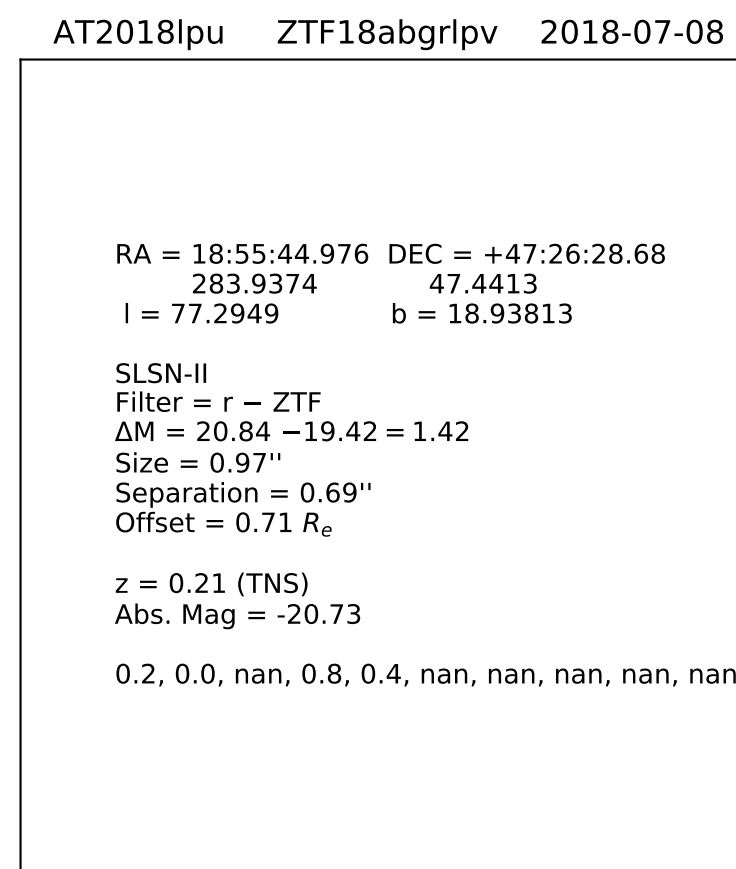 AT2018lpu ZTF18abgrlpv 2018-07-08
RA = 18:55:44.976 DEC = +47:26:28.68
283.9374 47.4413
l = 77.2949 b = 18.93813
SLSN-II
Filter = r − ZTF
ΔM = 20.84 −19.42 = 1.42
Size = 0.97''
Separation = 0.69''
Offset = 0.71 Re
z = 0.21 (TNS)
Abs. Mag = -20.73
0.2, 0.0, nan, 0.8, 0.4, nan, nan, nan, nan, nan